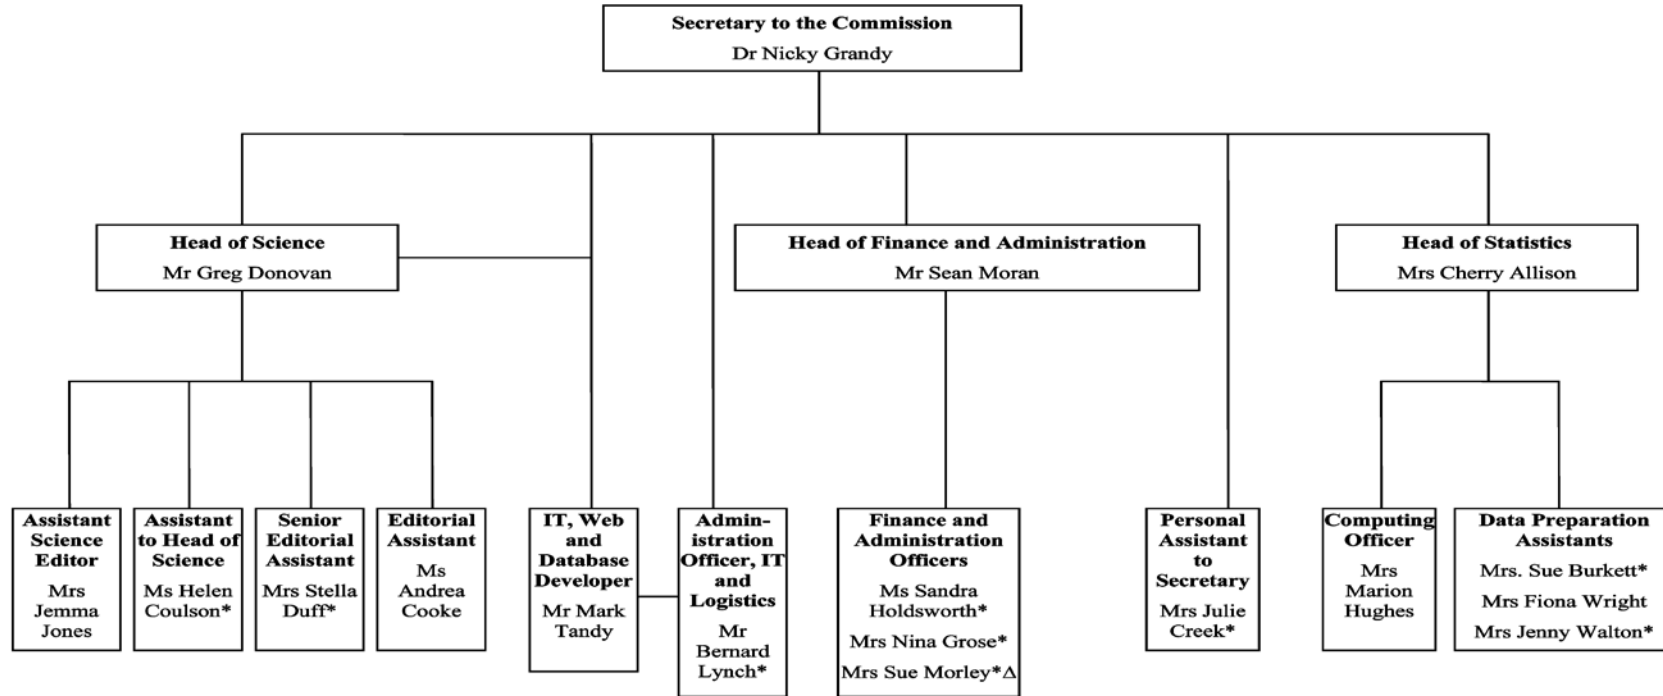 Secretary to the Commission
Dr Nicky Grandy
Head of Science
Mr Greg Donovan
Head of Finance and Administration
Mr Sean Moran
Head of Statistics
Mrs Cherry Allison
Assistant
Science
Editor
Mrs
Jemma
Jones
Assistant
to Head of
Science
Ms Helen
Coulson*
Senior
Editorial
Assistant
Mrs Stella
Duff*
Editorial
Assistant
Ms
Andrea
Cooke
IT, Web
and
Database
Developer
Mr Mark
Tandy
Admin-
istration
Officer, IT
and
Logistics
Mr
Bernard
Lynch*
Finance and
Administration
Officers
Ms Sandra
Holdsworth*
Mrs Nina Grose*
Mrs Sue Morley*Δ
Personal
Assistant
to
Secretary
Mrs Julie
Creek*
Computing
Officer
Mrs
Marion
Hughes
Data Preparation
Assistants
Mrs. Sue Burkett*
Mrs Fiona Wright
Mrs Jenny Walton*